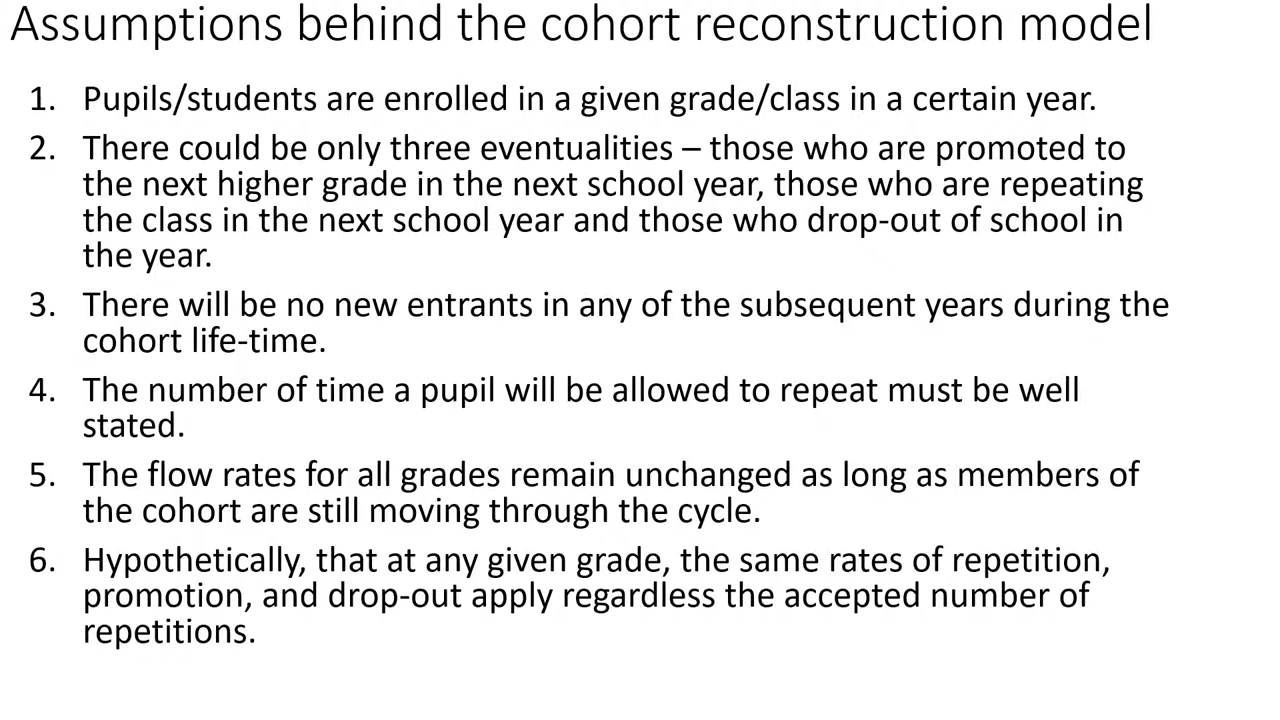 Assumptions behind the cohort reconstruction model
1. Pupils/students are enrolled in a given grade/class in a certain year.
2. There could be only three eventualities – those who are promoted to
the next higher grade in the next school year, those who are repeating
the class in the next school year and those who drop-out of school in
the year.
3. There will be no new entrants in any of the subsequent years during the
cohort life-time.
4. The number of time a pupil will be allowed to repeat must be well
stated.
5. The flow rates for all grades remain unchanged as long as members of
the cohort are still moving through the cycle.
6. Hypothetically, that at any given grade, the same rates of repetition,
promotion, and drop-out apply regardless the accepted number of
repetitions.